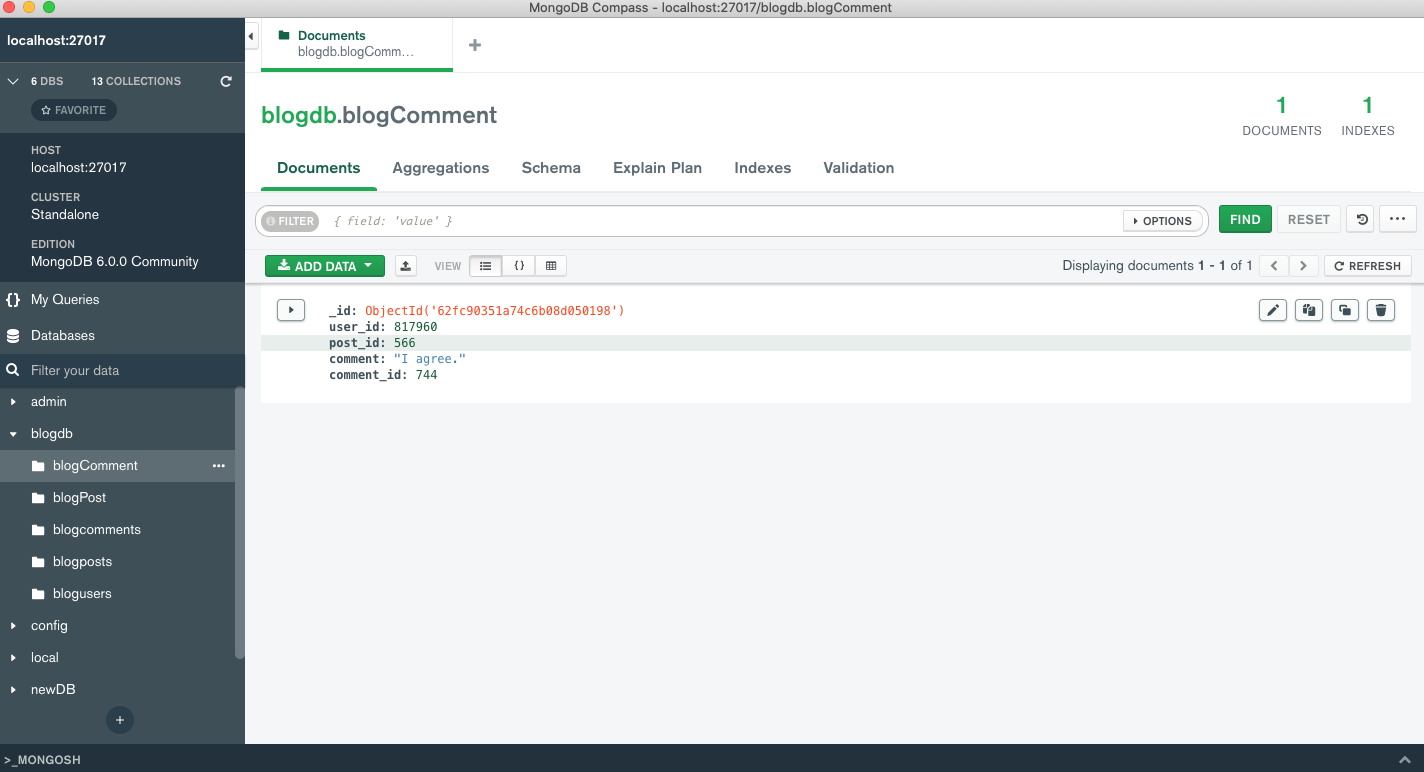 MongoDB Compass - localhost:27017/blogdb.blogComment
localhost:27017
6 DBS 13 COLLECTIONS
FAVORITE
HOST
localhost:27017
CLUSTER
Standalone
EDITION
MongoDB 6.0.0 Community
{} My Queries
Databases
Filter your data
admin
blogdb
blogComment ...
blogPost
blogcomments
blogposts
blogusers
config
local
newDB
+
Documents
blogdb.blogComm...
+
blogdb.blogComment
1
DOCUMENTS
1
INDEXES
Documents Aggregations Schema Explain Plan Indexes Validation
FILTER { field: 'value' } OPTIONS FIND RESET ...
ADD DATA VIEW {} Displaying documents 1 - 1 of 1 < > REFRESH
_id: ObjectId('62fc90351a74c6b08d050198')
user_id: 817960
post_id: 566
comment: "I agree."
comment_id: 744
>_MONGOSH